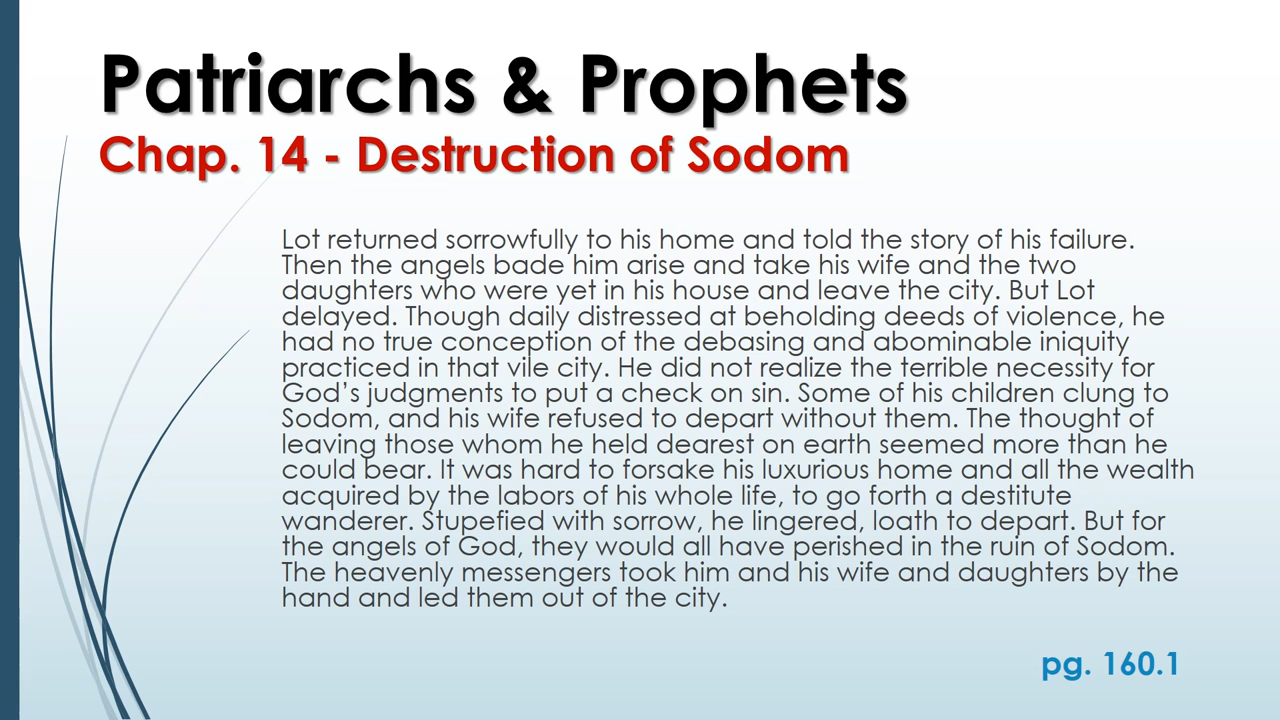 Patriarchs & Prophets
Chap. 14 - Destruction of Sodom
Lot returned sorrowfully to his home and told the story of his failure.
Then the angels bade him arise and take his wife and the two
daughters who were yet in his house and leave the city. But Lot
delayed. Though daily distressed at beholding deeds of violence, he
had no true conception of the debasing and abominable iniquity
practiced in that vile city. He did not realize the terrible necessity for
God’s judgments to put a check on sin. Some of his children clung to
Sodom, and his wife refused to depart without them. The thought of
leaving those whom he held dearest on earth seemed more than he
could bear. It was hard to forsake his luxurious home and all the wealth
acquired by the labors of his whole life, to go forth a destitute
wanderer. Stupefied with sorrow, he lingered, loath to depart. But for
the angels of God, they would all have perished in the ruin of Sodom.
The heavenly messengers took him and his wife and daughters by the
hand and led them out of the city.
pg. 160.1